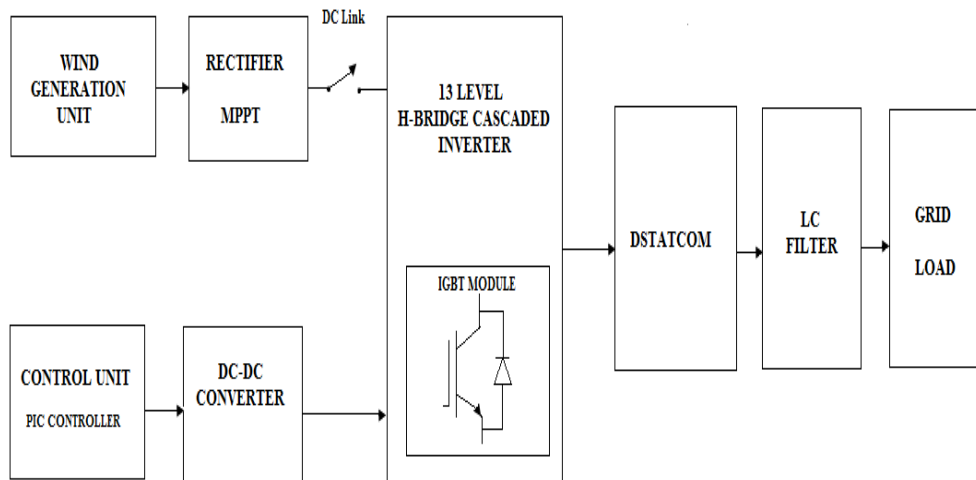 DC Link
WIND
GENERATION
UNIT
RECTIFIER
MPPT
13 LEVEL
H-BRIDGE CASCADED
INVERTER
DSTATCOM
LC
FILTER
GRID
LOAD
IGBT MODULE
CONTROL UNIT
PIC CONTROLLER
DC-DC
CONVERTER